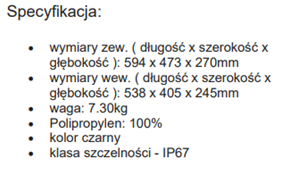 Specyfikacja:
• wymiary zew. ( długość x szerokość x
głębokość ): 594 x 473 x 270mm
• wymiary wew. ( długość x szerokość x
głębokość ): 538 x 405 x 245mm
• waga: 7.30kg
• Polipropylen: 100%
• kolor czarny
• klasa szczelności - IP67